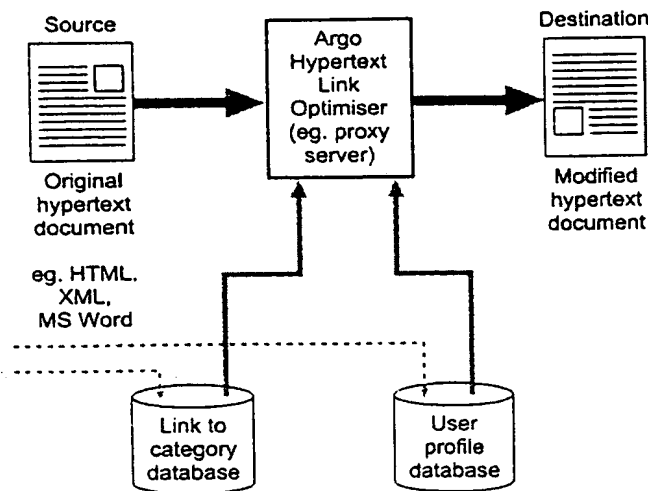 Source
Original
hypertext
document
eg. HTML.
XML,
MS Word
Argo
Hypertext
Link
Optimiser
(eg. proxy
server)
Destination
Modified
hypertext
document
Link to
category
database
User
profile
database